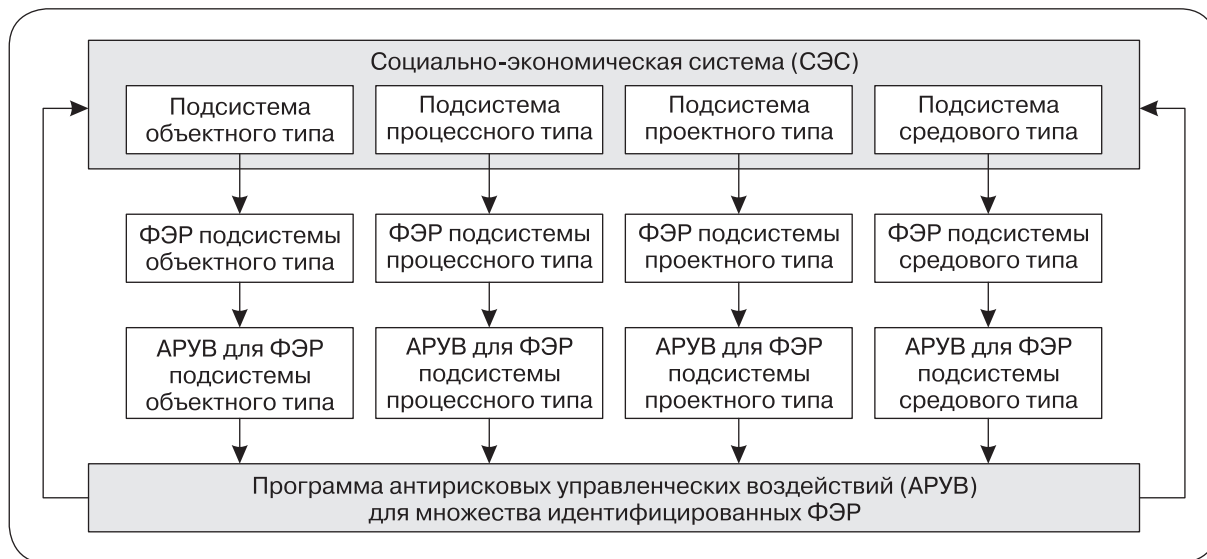 Социально-экономическая система (СЭС)
Подсистема
объектного типа
Подсистема
процессного типа
Подсистема
проектного типа
Подсистема
средового типа
ФЭР подсистемы
объектного типа
ФЭР подсистемы
процессного типа
ФЭР подсистемы
проектного типа
ФЭР подсистемы
средового типа
АРУВ для ФЭР
подсистемы
объектного типа
АРУВ для ФЭР
подсистемы
процессного типа
АРУВ для ФЭР
подсистемы
проектного типа
АРУВ для ФЭР
подсистемы
средового типа
Программа антирисковых управленческих воздействий (АРУВ)
для множества идентифицированных ФЭР